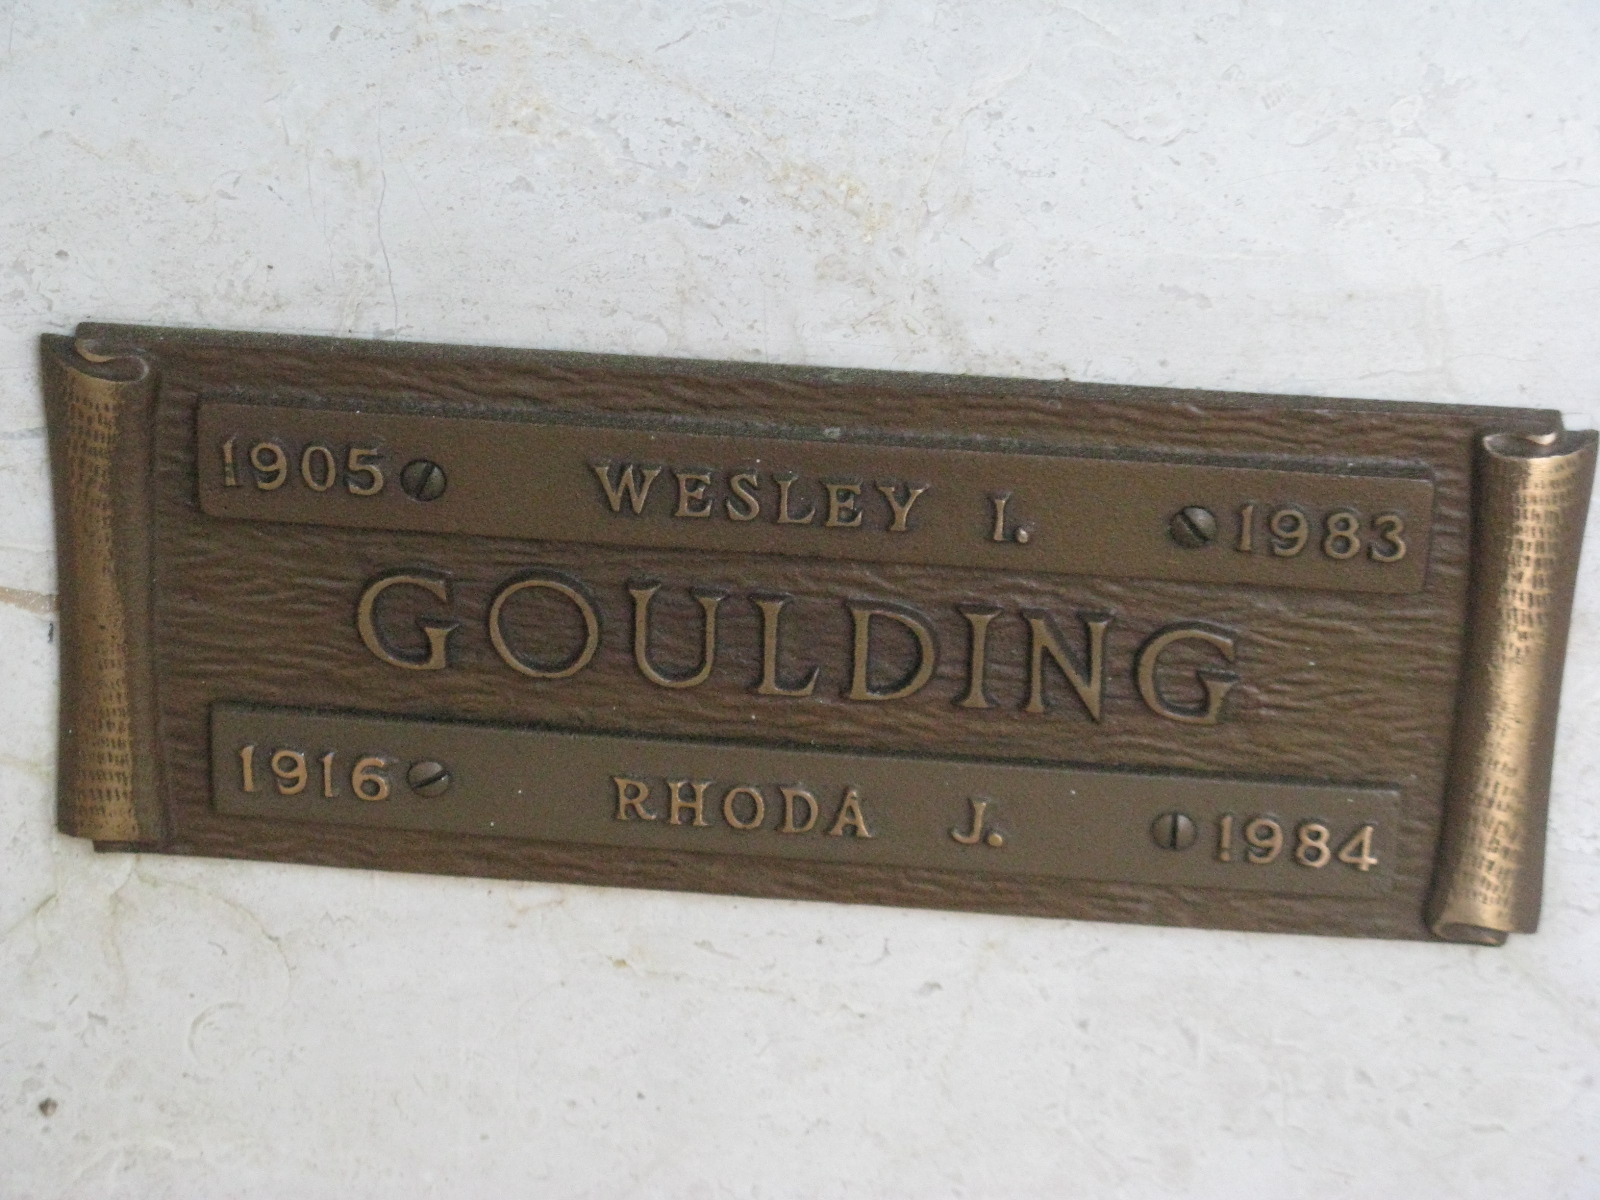 1905 WESLEY I. 1983
GOULDING
1916 RHODA J. 1984